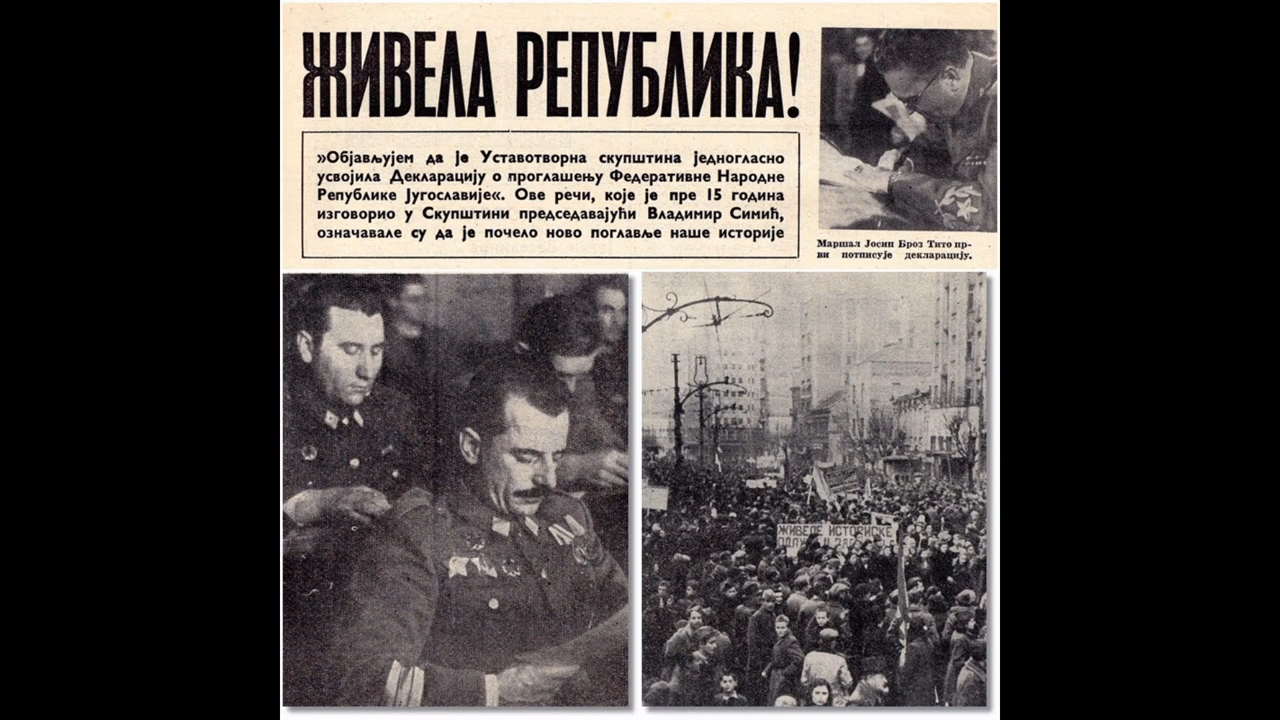 ЖИВЕЛА РЕПУБЛИКА!
»Објављујем да је Уставотворна скупштина једногласно
усвојила Декларацију о проглашењу Федеративне Народне
Републике Југославије«. Ове речи, које је пре 15 година
изговорио у Скупштини председавајући Владимир Симић,
означавале су да је почело ново поглавље наше историје
Маршал Јосип Броз Тито пр-
ви потписује декларацију.
ЖИВЕЛЕ ИСТОРИСКЕ